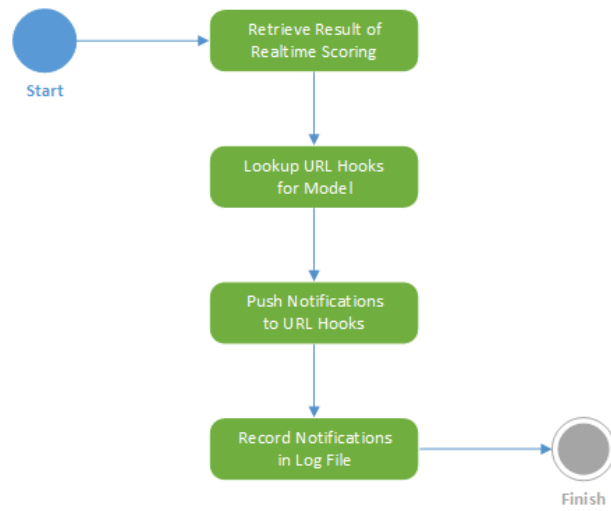 Start
Retrieve Result of
Realtime Scoring
Lookup URL Hooks
for Model
Push Notifications
to URL Hooks
Record Notifications
in Log File
Finish